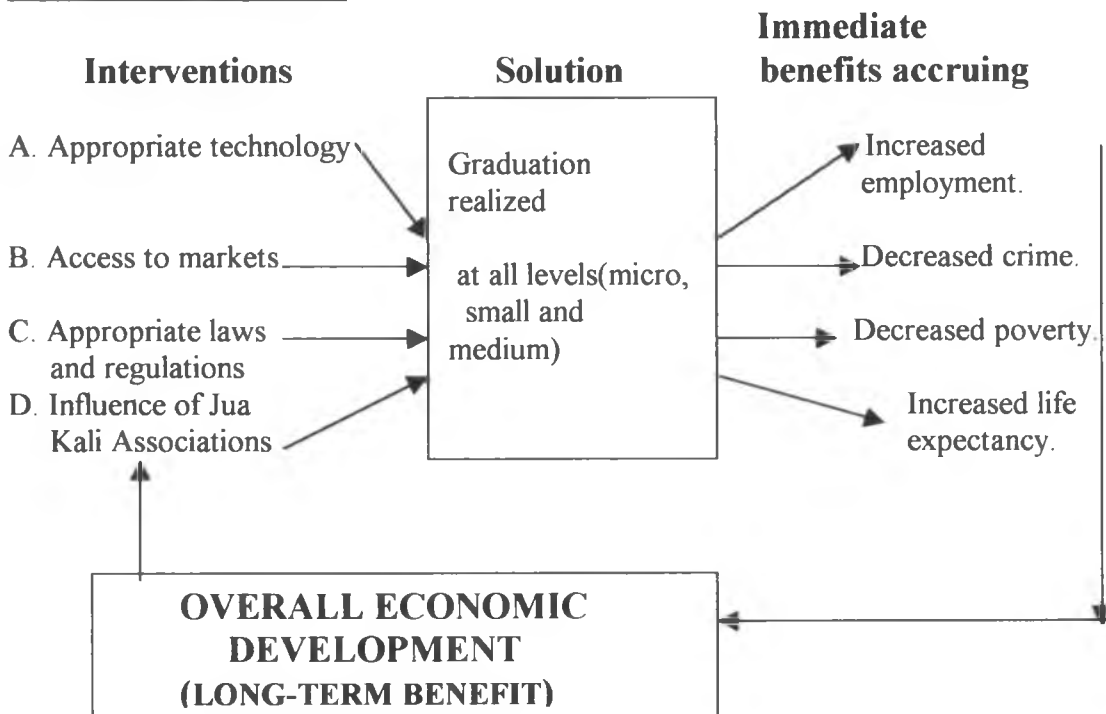 Immediate
benefits accruing
Interventions
Solution
A. Appropriate technology
B. Access to markets
C. Appropriate laws
and regulations
D. Influence of Jua
Kali Associations
Graduation
realized
at all levels(micro,
small and
medium)
Increased
employment.
Decreased crime.
Decreased poverty.
Increased life
expectancy.
OVERALL ECONOMIC
DEVELOPMENT
(LONG-TERM BENEFIT)